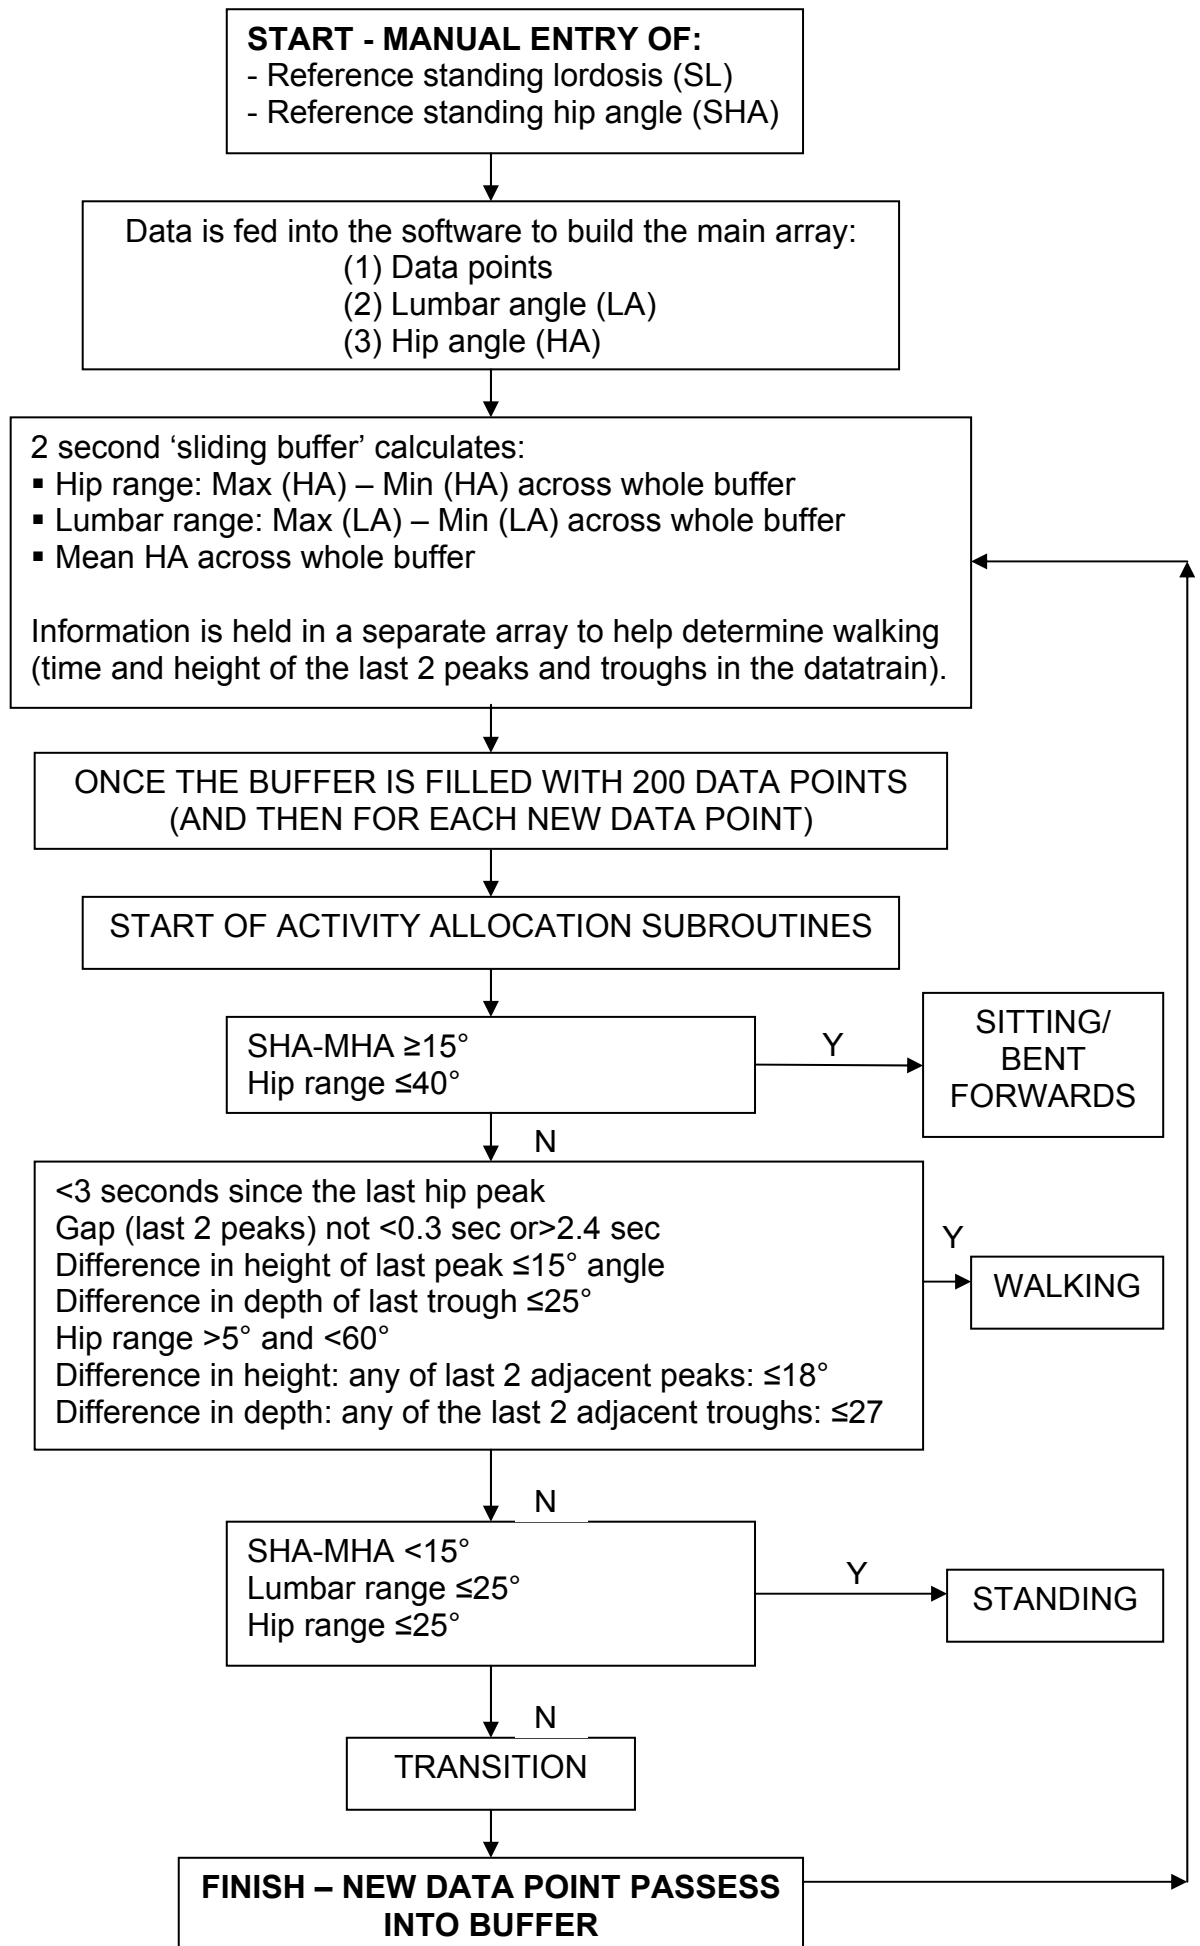 START - MANUAL ENTRY OF:
- Reference standing lordosis (SL)
- Reference standing hip angle (SHA)
Data is fed into the software to build the main array:
(1) Data points
(2) Lumbar angle (LA)
(3) Hip angle (HA)
2 second ‘sliding buffer’ calculates:
▪ Hip range: Max (HA) – Min (HA) across whole buffer
▪ Lumbar range: Max (LA) – Min (LA) across whole buffer
▪ Mean HA across whole buffer
Information is held in a separate array to help determine walking
(time and height of the last 2 peaks and troughs in the datatrain).
ONCE THE BUFFER IS FILLED WITH 200 DATA POINTS
(AND THEN FOR EACH NEW DATA POINT)
START OF ACTIVITY ALLOCATION SUBROUTINES
SHA-MHA ≥15°
Hip range ≤40°
Y
SITTING/
BENT
FORWARDS
N
<3 seconds since the last hip peak
Gap (last 2 peaks) not <0.3 sec or>2.4 sec
Difference in height of last peak ≤15° angle
Difference in depth of last trough ≤25°
Hip range >5° and <60°
Difference in height: any of last 2 adjacent peaks: ≤18°
Difference in depth: any of the last 2 adjacent troughs: ≤27
Y
WALKING
N
SHA-MHA <15°
Lumbar range ≤25°
Hip range ≤25°
Y
STANDING
N
TRANSITION
FINISH – NEW DATA POINT PASSESS
INTO BUFFER